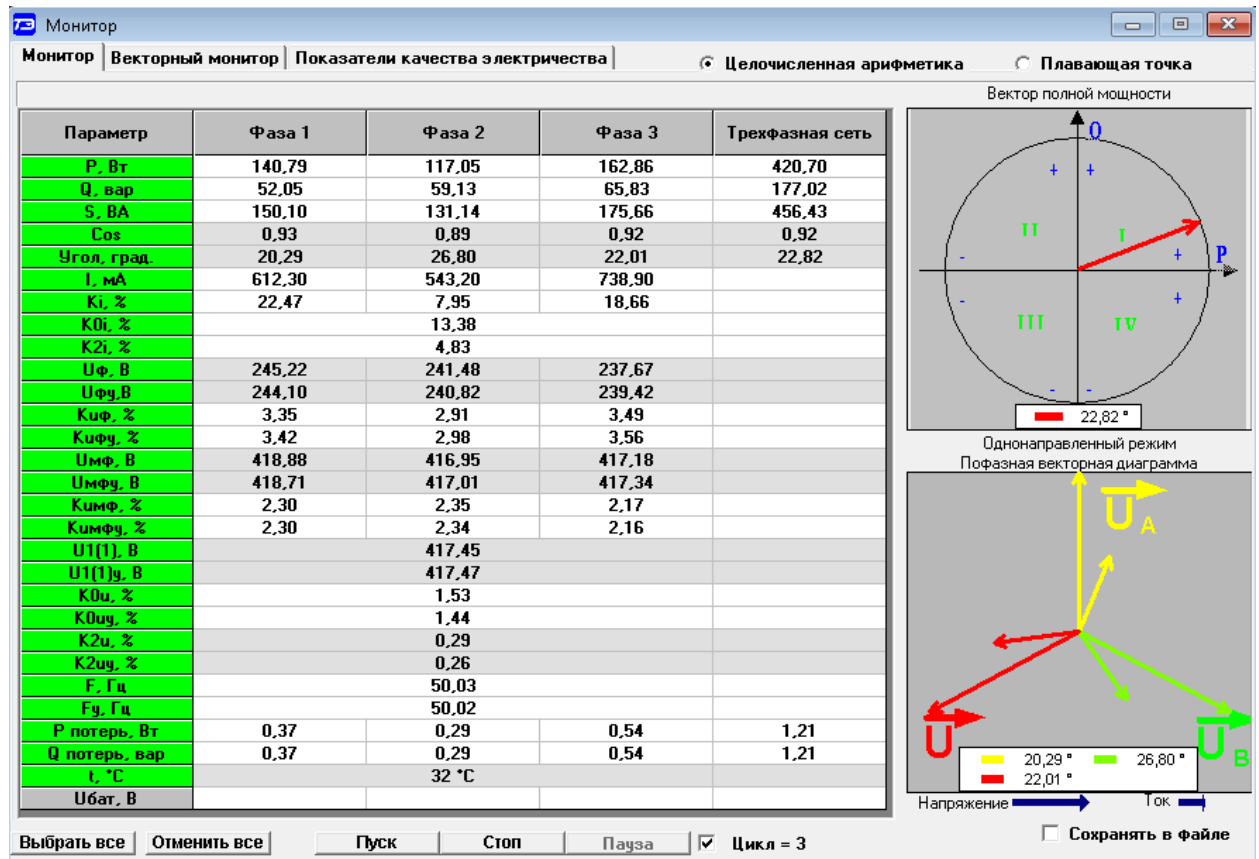 ТЭ Монитор
Монитор Векторный монитор Показатели качества электричества Целочисленная арифметика Плавающая точка
Вектор полной мощности
Параметр Фаза 1 Фаза 2 Фаза 3 Трехфазная сеть
P, Вт 140,79 117,05 162,86 420,70
Q, вар 52,05 59,13 65,83 177,02
S, ВА 150,10 131,14 175,66 456,43
Cos 0,93 0,89 0,92 0,92
Угол, град. 20,29 26,80 22,01 22,82
I, мА 612,30 543,20 738,90
Ki, % 22,47 7,95 18,66
K0i, % 13,38
K2i, % 4,83
Uф, В 245,22 241,48 237,67
Uфу,В 244,10 240,82 239,42
Kuф, % 3,35 2,91 3,49
Kuфу, % 3,42 2,98 3,56
Uмф, В 418,88 416,95 417,18
Uмфу, В 418,71 417,01 417,34
Kuмф, % 2,30 2,35 2,17
Kuмфу, % 2,30 2,34 2,16
U1(1), В 417,45
U1(1)у, В 417,47
K0u, % 1,53
K0uy, % 1,44
K2u, % 0,29
K2uy, % 0,26
F, Гц 50,03
Fy, Гц 50,02
P потерь, Вт 0,37 0,29 0,54 1,21
Q потерь, вар 0,37 0,29 0,54 1,21
t, °C 32 °C
Uбат, В
Q
+ +
II I
- + P
- +
III IV
- -
22,82 °
Однонаправленный режим
Пофазная векторная диаграмма
U A
U U B
20,29 ° 26,80 °
22,01 °
Напряжение Ток
Выбрать все Отменить все Пуск Стоп Пауза Цикл = 3 Сохранять в файле